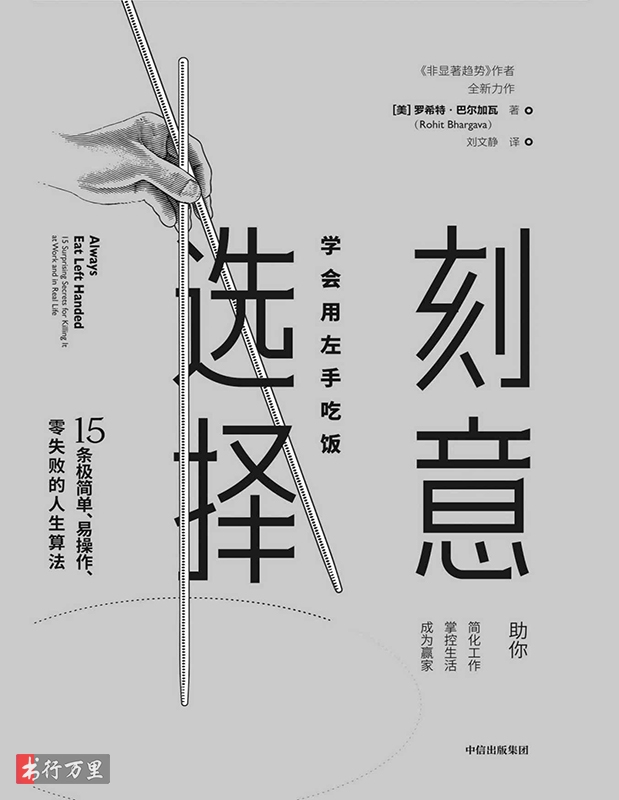 《非显著趋势》作者
全新力作
[美]罗希特·巴尔加瓦 著
(Rohit Bhargava)
刘文静 译
刻意
选择
学会用左手吃饭
Always
Eat Left Handed
15 Surprising Secrets for Killing It
at Work and in Real Life
15条极简单、易操作、
零失败的人生算法
助你
简化工作
掌控生活
成为赢家
中信出版集团
书行万里